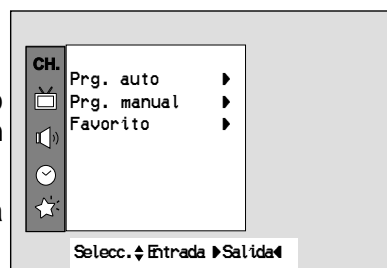 CH.
Prg. auto
Prg. manual
Favorito
Selecc. Entrada Salida